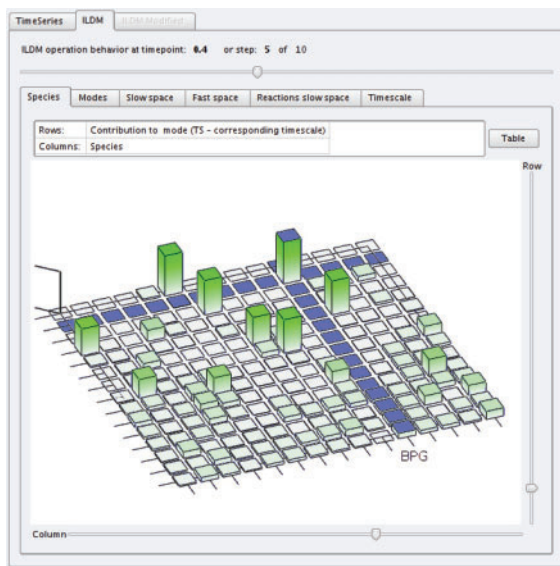 TimeSeries ILDM ILDM Modified
ILDM operation behavior at timepoint: 0.4 or step: 5 of 10
Species Modes Slow space Fast space Reactions slow space Timescale
Rows: Contribution to mode (TS - corresponding timescale)
Columns: Species
Table
Row
BPG
Column